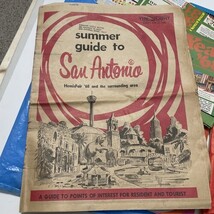 summer
guide to
San Antonio
HemisFair '68 and the surrounding area
A GUIDE TO POINTS OF INTEREST FOR RESIDENT AND TOURIST